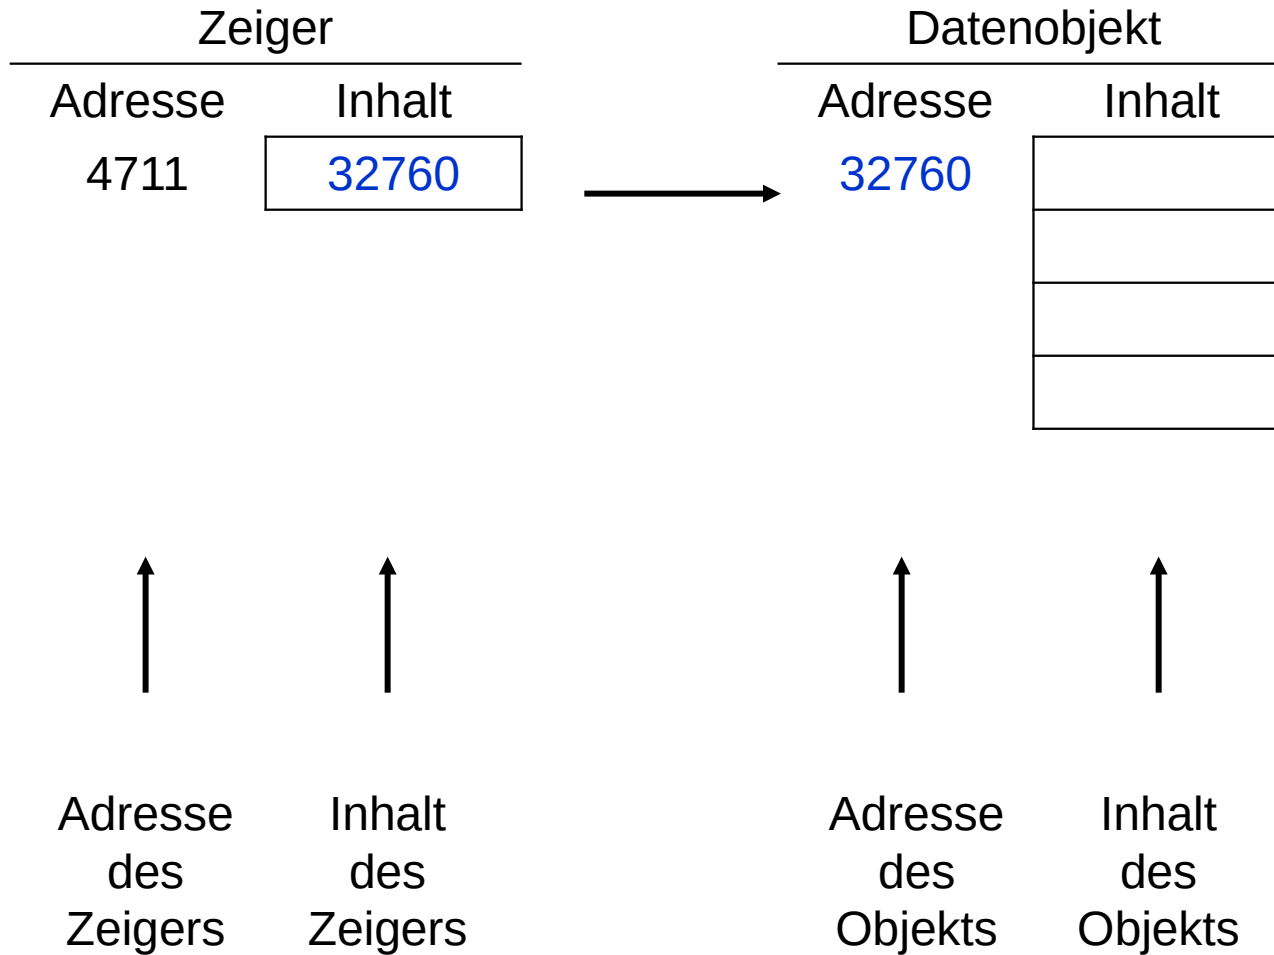 Zeiger
Datenobjekt
Adresse Inhalt
Adresse Inhalt
4711 32760
32760
Adresse
des
Zeigers
Inhalt
des
Zeigers
Adresse
des
Objekts
Inhalt
des
Objekts